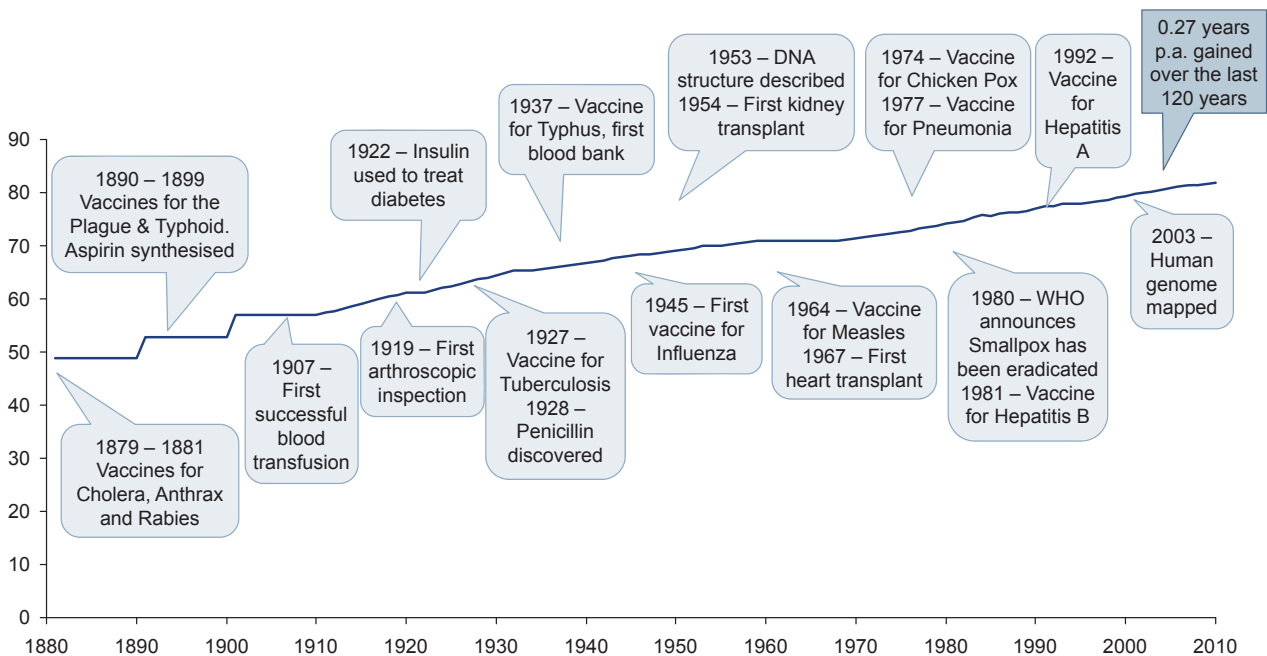 0.27 years
p.a. gained
over the last
120 years
1953 – DNA
structure described
1954 – First kidney
transplant
1974 – Vaccine
for Chicken Pox
1977 – Vaccine
for Pneumonia
1992 –
Vaccine
for
Hepatitis
A
1937 – Vaccine
for Typhus, first
blood bank
1922 – Insulin
used to treat
diabetes
1890 – 1899
Vaccines for the
Plague & Typhoid.
Aspirin synthesised
90
80
70
60
50
40
30
20
10
0
1879 – 1881
Vaccines for
Cholera, Anthrax
and Rabies
1907 –
First
successful
blood
transfusion
1919 – First
arthroscopic
inspection
1927 –
Vaccine for
Tuberculosis
1928 –
Penicillin
discovered
1945 – First
vaccine for
Influenza
1964 – Vaccine
for Measles
1967 – First
heart transplant
1980 – WHO
announces
Smallpox has
been eradicated
1981 – Vaccine
for Hepatitis B
2003 –
Human
genome
mapped
1880 1890 1900 1910 1920 1930 1940 1950 1960 1970 1980 1990 2000 2010